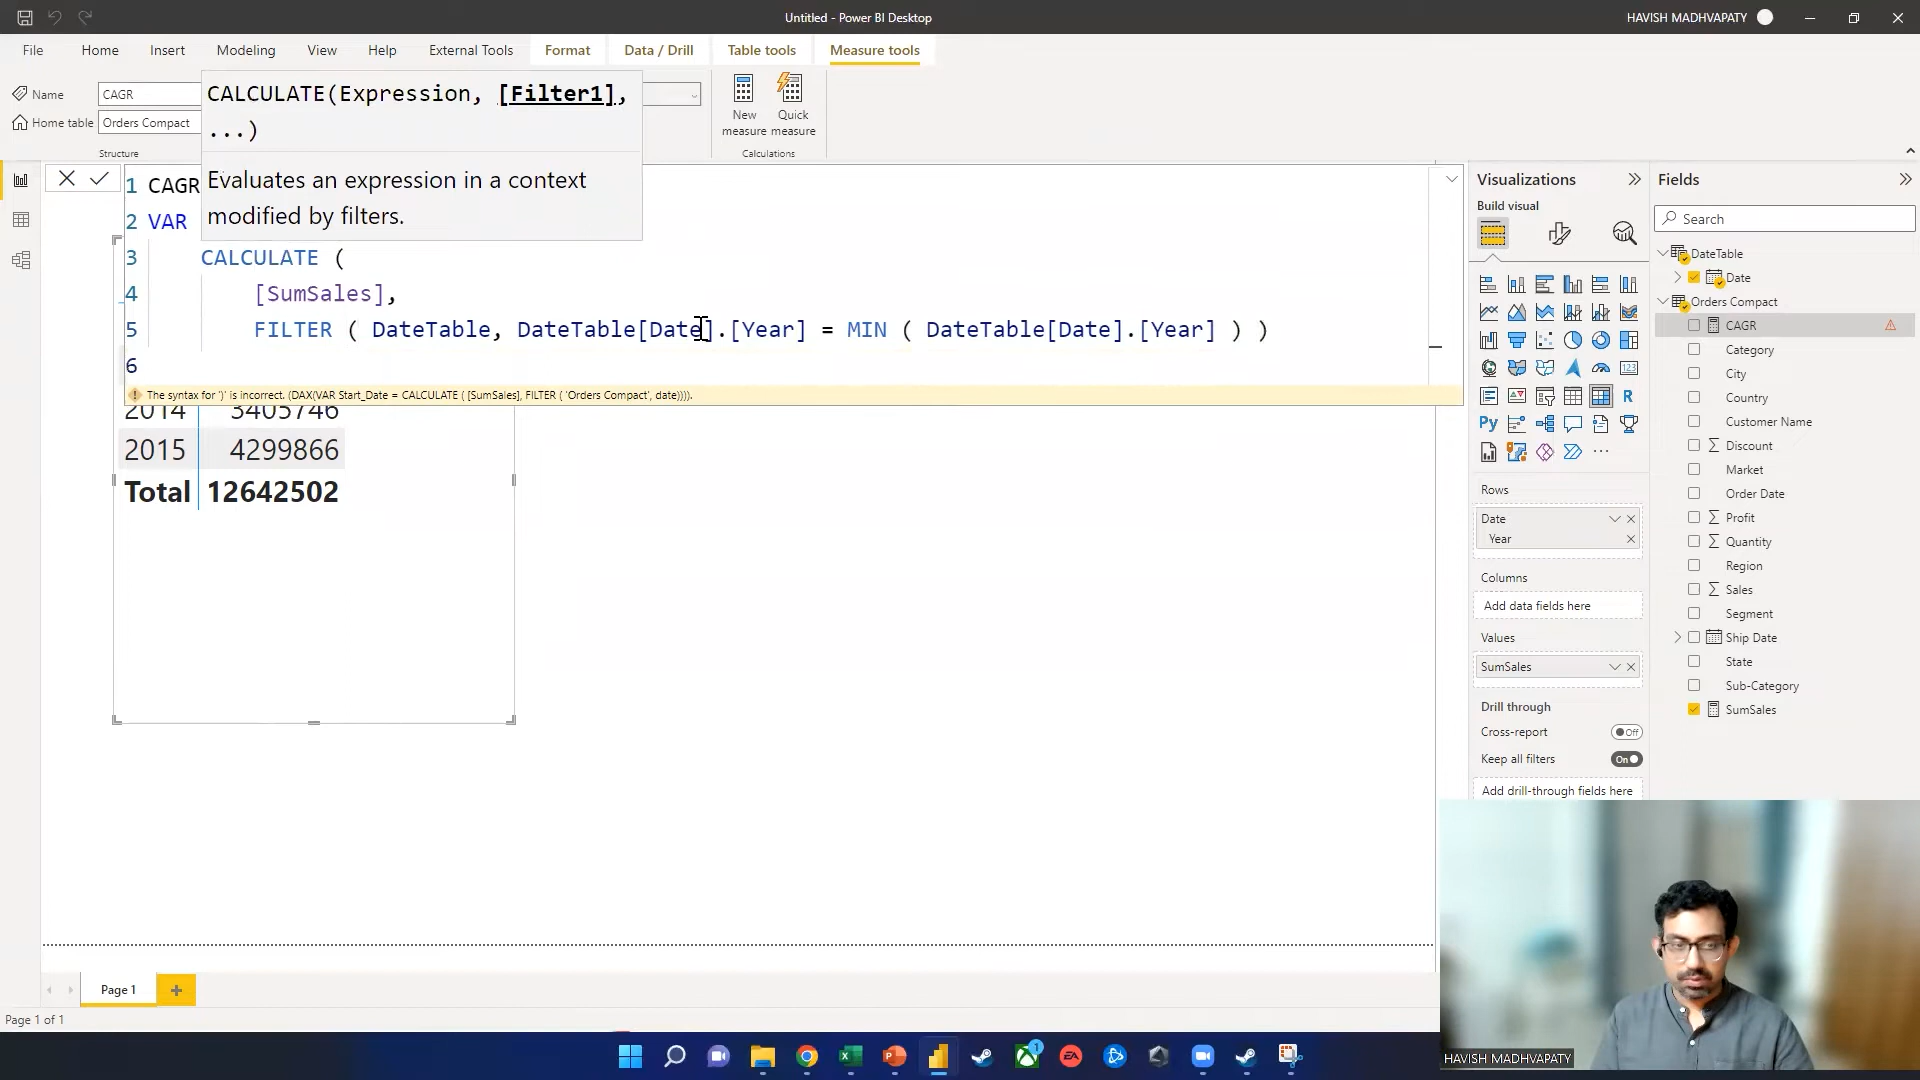 Untitled - Power BI Desktop
HAVISH MADHVAPATY
File
Home
Insert
Modeling
View
Help
External Tools
Format
Data / Drill
Table tools
Measure tools
Name
CAGR
Home table
Orders Compact
Structure
CALCULATE(Expression, [Filter1],
...)
Evaluates an expression in a context
modified by filters.
New
measure
Quick
measure
Calculations
1 CAGR
2 VAR
3 CALCULATE (
4 [SumSales],
5 FILTER ( DateTable, DateTable[Date].[Year] = MIN ( DateTable[Date].[Year] ) )
6
The syntax for ')' is incorrect. (DAX(VAR Start_Date = CALCULATE ( [SumSales], FILTER ( 'Orders Compact', date)))).
2014 3405746
2015 4299866
Total 12642502
Visualizations
Build visual
Rows
Date
Year
Columns
Add data fields here
Values
SumSales
Drill through
Cross-report
Off
Keep all filters
On
Add drill-through fields here
Fields
Search
DateTable
Date
Orders Compact
CAGR
Category
City
Country
Customer Name
Discount
Market
Order Date
Profit
Quantity
Region
Sales
Segment
Ship Date
State
Sub-Category
SumSales
Page 1
Page 1 of 1
HAVISH MADHVAPATY